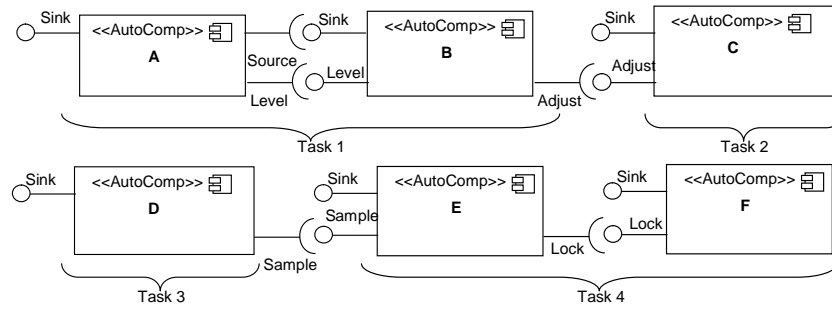 Sink
<<AutoComp>>
A
Source
Level
Sink
Level
<<AutoComp>>
B
Adjust
Sink
Adjust
<<AutoComp>>
C
Task 1
Task 2
Sink
<<AutoComp>>
D
Sample
Sink
Sample
<<AutoComp>>
E
Lock
Sink
Lock
<<AutoComp>>
F
Task 3
Task 4